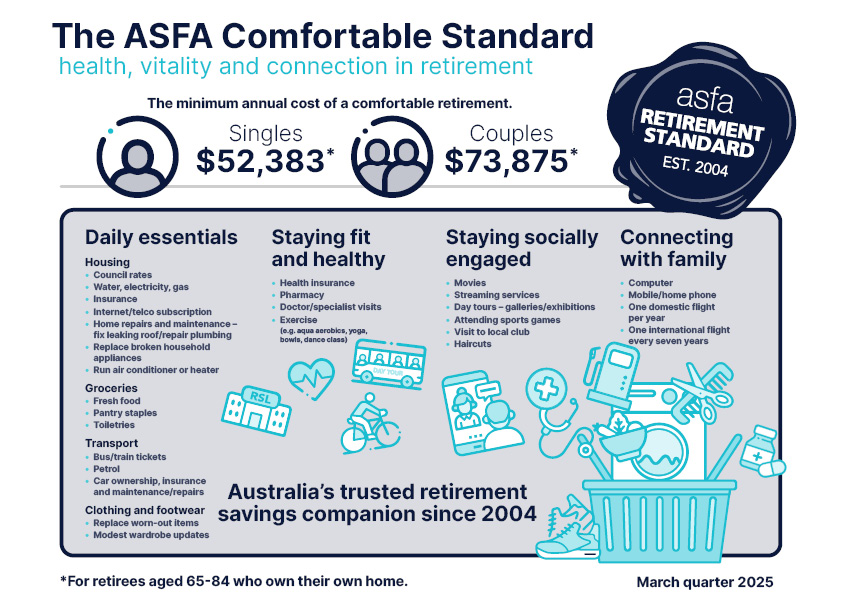 The ASFA Comfortable Standard
health, vitality and connection in retirement
The minimum annual cost of a comfortable retirement.
Singles
$52,383*
Couples
$73,875*
asfa
RETIREMENT
STANDARD
EST. 2004
Daily essentials
Housing
• Council rates
• Water, electricity, gas
• Insurance
• Internet/telco subscription
• Home repairs and maintenance –
fix leaking roof/repair plumbing
• Replace broken household
appliances
• Run air conditioner or heater
Groceries
• Fresh food
• Pantry staples
• Toiletries
Transport
• Bus/train tickets
• Petrol
• Car ownership, insurance
and maintenance/repairs
Clothing and footwear
• Replace worn-out items
• Modest wardrobe updates
Staying fit
and healthy
• Health insurance
• Pharmacy
• Doctor/specialist visits
• Exercise
(e.g. aqua aerobics, yoga,
bowls, dance class)
Staying socially
engaged
• Movies
• Streaming services
• Day tours – galleries/exhibitions
• Attending sports games
• Visit to local club
• Haircuts
Connecting
with family
• Computer
• Mobile/home phone
• One domestic flight
per year
• One international flight
every seven years
RSL
DAY TOUR
Australia's trusted retirement
savings companion since 2004
*For retirees aged 65-84 who own their own home.
March quarter 2025